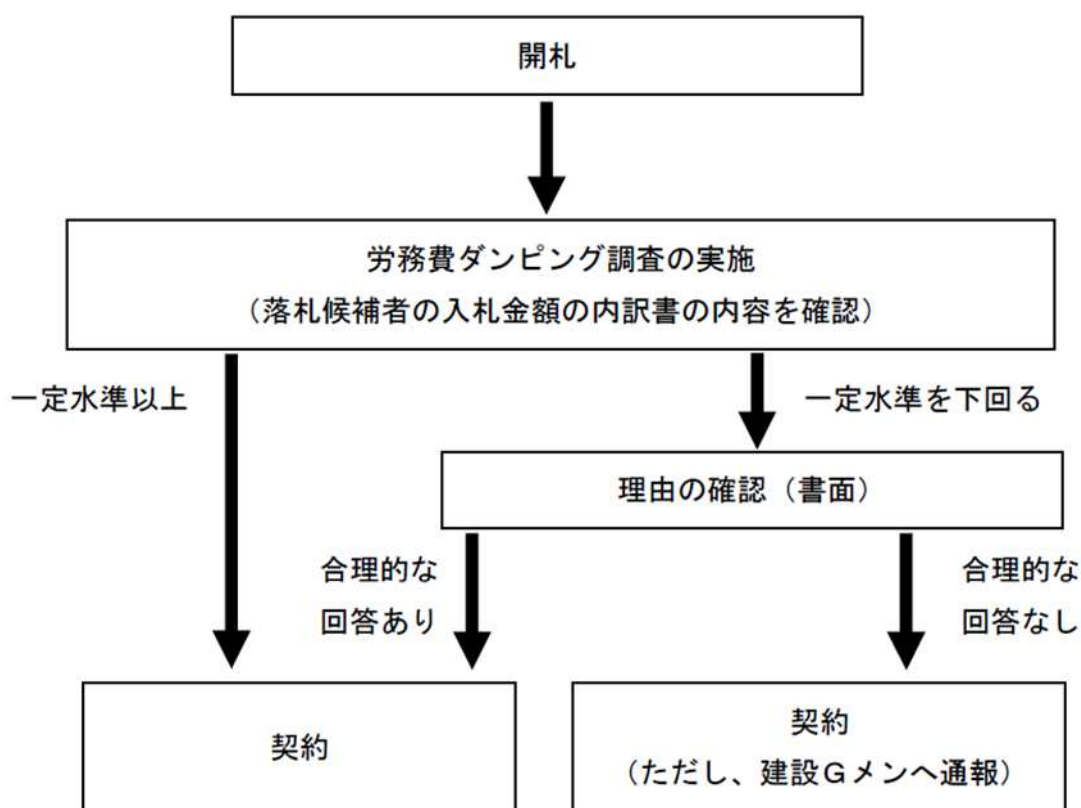 開札
労務費ダンピング調査の実施
（落札候補者の入札金額の内訳書の内容を確認）
一定水準以上
一定水準を下回る
理由の確認（書面）
合理的な
回答あり
合理的な
回答なし
契約
契約
（ただし、建設Ｇメンへ通報）